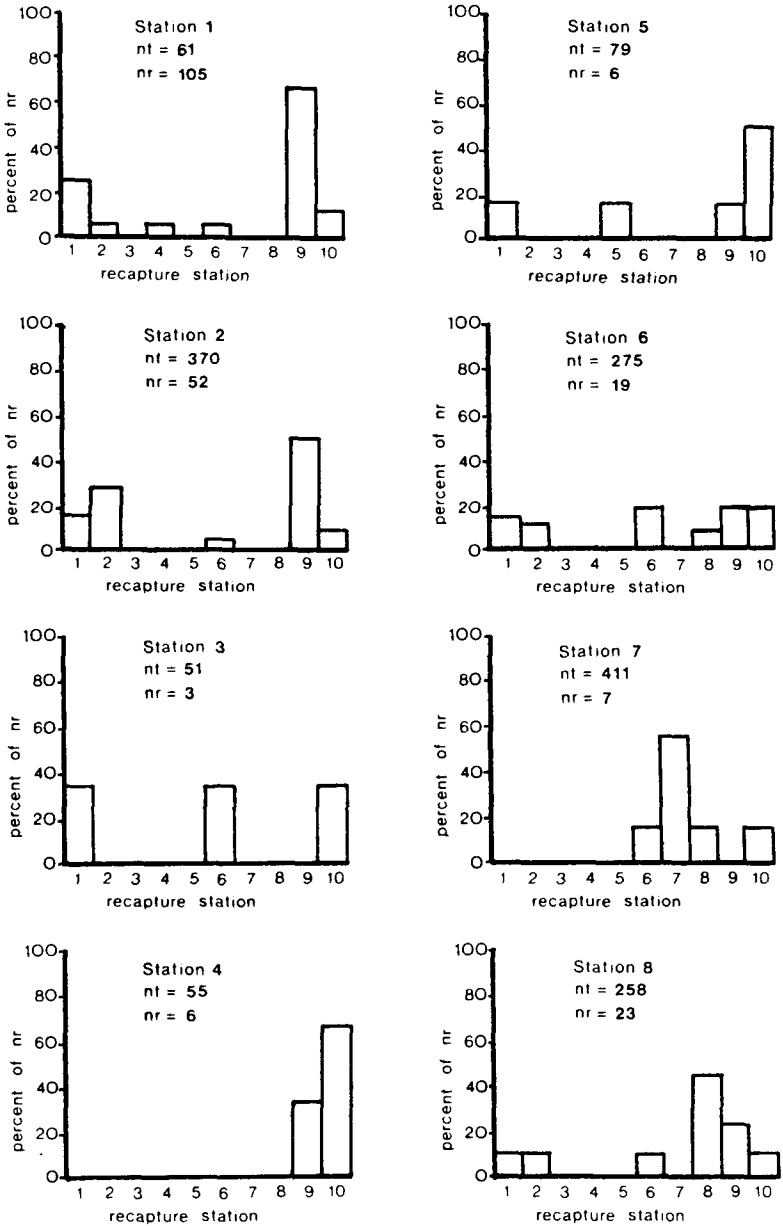 Station 1
nt = 61
nr = 105
percent of nr
100
80
60
40
20
0
1 2 3 4 5 6 7 8 9 10
recapture station
Station 5
nt = 79
nr = 6
percent of nr
100
80
60
40
20
0
1 2 3 4 5 6 7 8 9 10
recapture station
Station 2
nt = 370
nr = 52
percent of nr
100
80
60
40
20
0
1 2 3 4 5 6 7 8 9 10
recapture station
Station 6
nt = 275
nr = 19
percent of nr
100
80
60
40
20
0
1 2 3 4 5 6 7 8 9 10
recapture station
Station 3
nt = 51
nr = 3
percent of nr
100
80
60
40
20
0
1 2 3 4 5 6 7 8 9 10
recapture station
Station 7
nt = 411
nr = 7
percent of nr
100
80
60
40
20
0
1 2 3 4 5 6 7 8 9 10
recapture station
Station 4
nt = 55
nr = 6
percent of nr
100
80
60
40
20
0
1 2 3 4 5 6 7 8 9 10
recapture station
Station 8
nt = 258
nr = 23
percent of nr
100
80
60
40
20
0
1 2 3 4 5 6 7 8 9 10
recapture station